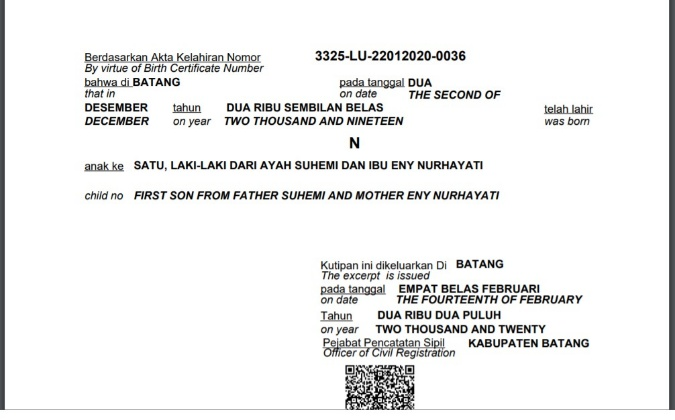 Berdasarkan Akta Kelahiran Nomor 3325-LU-22012020-0036
By virtue of Birth Certificate Number
bahwa di BATANG pada tanggal DUA
that in on date THE SECOND OF
DESEMBER tahun DUA RIBU SEMBILAN BELAS telah lahir
DECEMBER on year TWO THOUSAND AND NINETEEN was born
N
anak ke SATU, LAKI-LAKI DARI AYAH SUHEMI DAN IBU ENY NURHAYATI
child no FIRST SON FROM FATHER SUHEMI AND MOTHER ENY NURHAYATI
Kutipan ini dikeluarkan Di BATANG
The excerpt is issued
pada tanggal EMPAT BELAS FEBRUARI
on date THE FOURTEENTH OF FEBRUARY
Tahun DUA RIBU DUA PULUH
on year TWO THOUSAND AND TWENTY
Pejabat Pencatatan Sipil KABUPATEN BATANG
Officer of Civil Registration